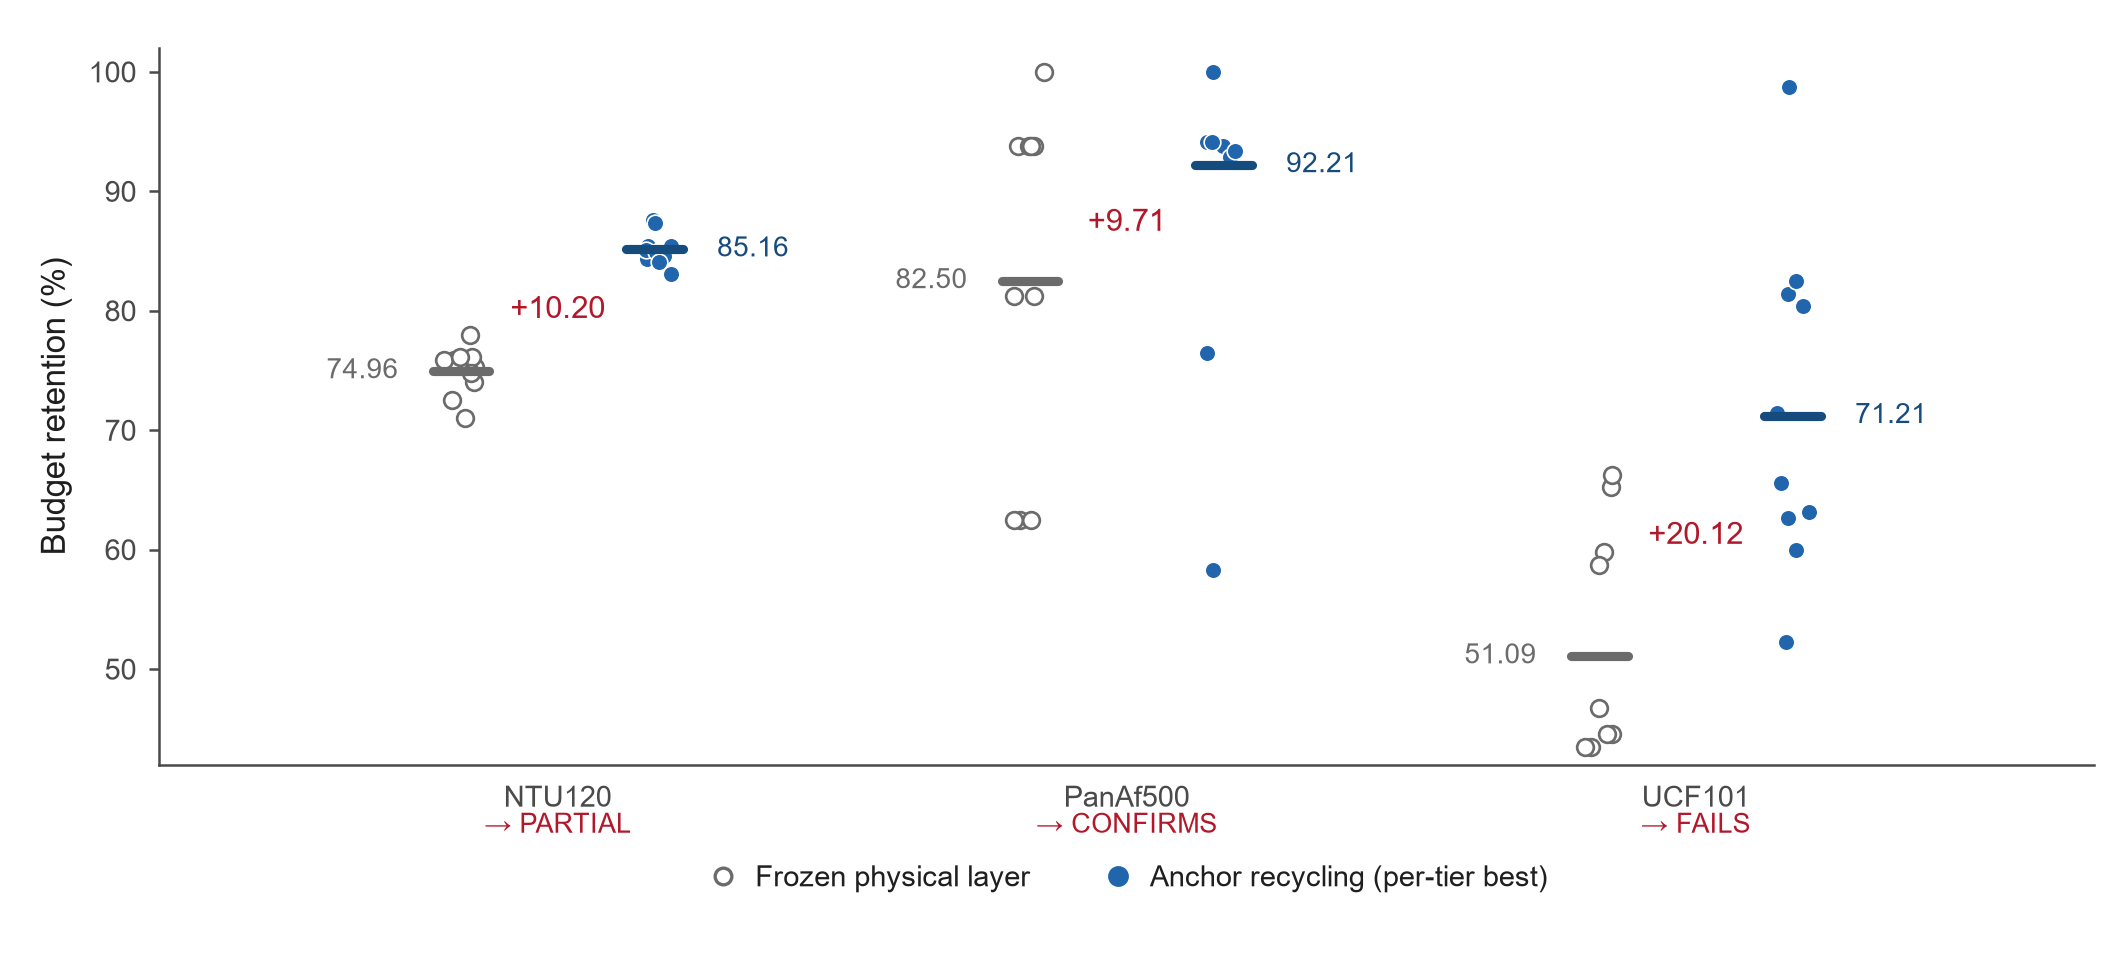 Budget retention (%)
100
90
80
70
60
50
74.96
+10.20
85.16
82.50
+9.71
92.21
51.09
+20.12
71.21
NTU120
→ PARTIAL
PanAf500
→ CONFIRMS
UCF101
→ FAILS
Frozen physical layer
Anchor recycling (per-tier best)